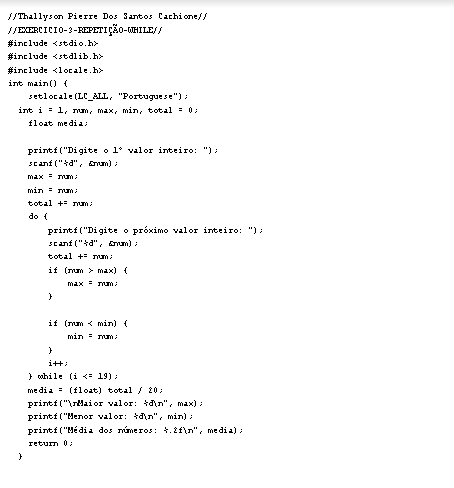 //Thallyson Pierre Dos Santos Cachione//
//EXERCICIO-2-REPETIÇÃO-WHILE//
#include <stdio.h>
#include <stdlib.h>
#include <locale.h>
int main() {
setlocale(LC_ALL, "Portuguese");
int i = 1, num, max, min, total = 0;
float media;
printf("Digite o 1º valor inteiro: ");
scanf("%d", &num);
max = num;
min = num;
total += num;
do {
printf("Digite o próximo valor inteiro: ");
scanf("%d", &num);
total += num;
if (num > max) {
max = num;
}
if (num < min) {
min = num;
}
i++;
} while (i <= 19);
media = (float) total / 20;
printf("\nMaior valor: %d\n", max);
printf("Menor valor: %d\n", min);
printf("Média dos números: %.2f\n", media);
return 0;
}